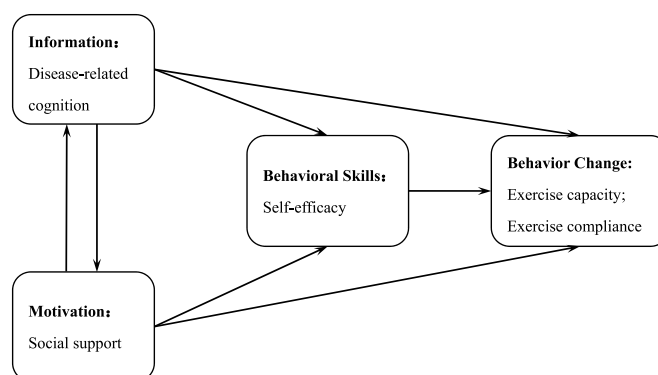 Information：
Disease-related
cognition
Behavioral Skills：
Self-efficacy
Behavior Change:
Exercise capacity;
Exercise compliance
Motivation：
Social support